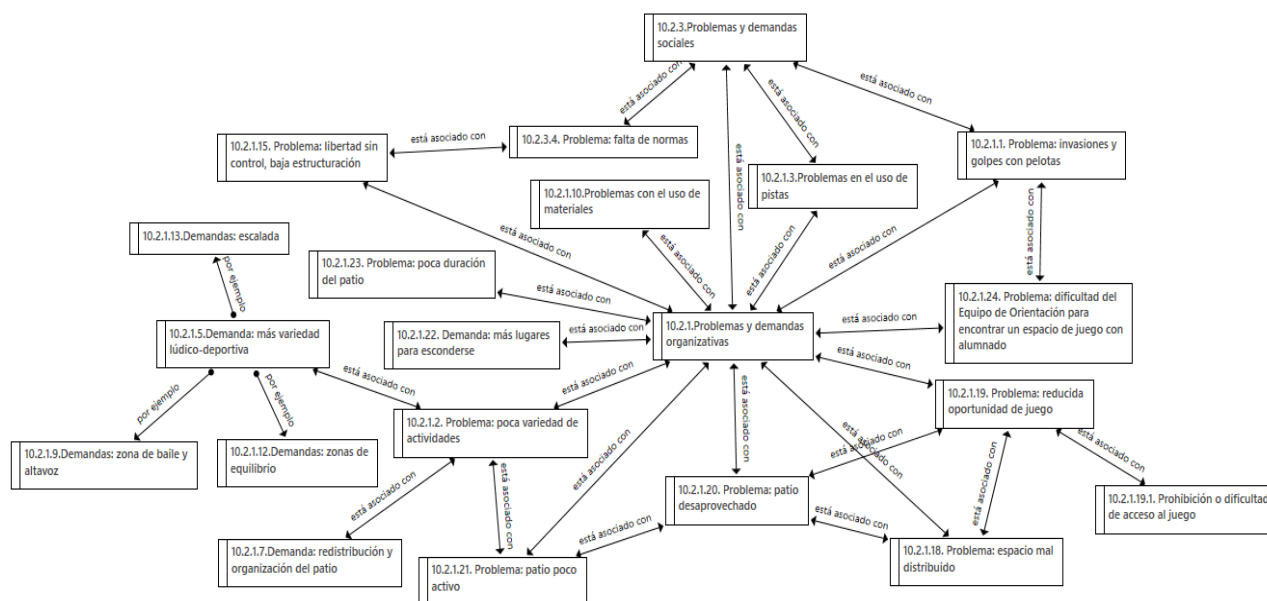 10.2.3.Problemas y demandas
sociales
está asociado con
está asociado con
está asociado con
está asociado con
10.2.1.15. Problema: libertad sin
control, baja estructuración
está asociado con
10.2.3.4. Problema: falta de normas
10.2.1.1. Problema: invasiones y
golpes con pelotas
10.2.1.3.Problemas en el uso de
pistas
10.2.1.10.Problemas con el uso de
materiales
está asociado con
está asociado con
está asociado con
está asociado con
está asociado con
10.2.1.13.Demandas: escalada
por ejemplo
10.2.1.23. Problema: poca duración
del patio
está asociado con
10.2.1.24. Problema: dificultad del
Equipo de Orientación para
encontrar un espacio de juego con
alumnado
está asociado con
10.2.1.5.Demanda: más variedad
lúdico-deportiva
10.2.1.22. Demanda: más lugares
para esconderse
está asociado con
10.2.1.Problemas y demandas
organizativas
está asociado con
por ejemplo
por ejemplo
está asociado con
está asociado con
está asociado con
10.2.1.19. Problema: reducida
oportunidad de juego
10.2.1.2. Problema: poca variedad de
actividades
está asociado con
está asociado con
está asociado con
está asociado con
está asociado con
10.2.1.9.Demandas: zona de baile y
altavoz
10.2.1.12.Demandas: zonas de
equilibrio
está asociado con
está asociado con
10.2.1.20. Problema: patio
desaprovechado
está asociado con
10.2.1.19.1. Prohibición o dificultad
de acceso al juego
está asociado con
está asociado con
10.2.1.7.Demanda: redistribución y
organización del patio
10.2.1.21. Problema: patio poco
activo
10.2.1.18. Problema: espacio mal
distribuido